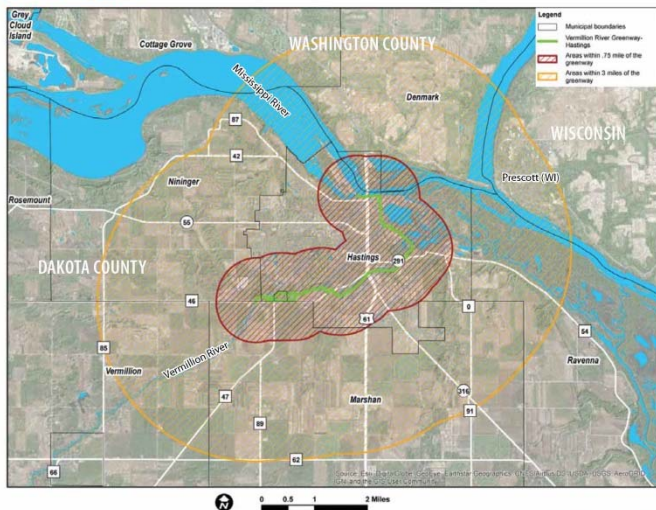 Grey
Cloud
Island
Cottage Grove
WASHINGTON COUNTY
Mississippi River
Denmark
WISCONSIN
Prescott (WI)
Legend
Municipal boundaries
Vermillion River Greenway-
Hastings
Areas within .75 mile of the
greenway
Areas within 3 miles of the
greenway
87
42
Nininger
Rosemount
55
DAKOTA COUNTY
Hastings
291
46
0
61
54
85
Vermillion
Vermillion River
Ravenna
47
Marshan
316
89
91
62
66
N
0 0.5 1 2 Miles